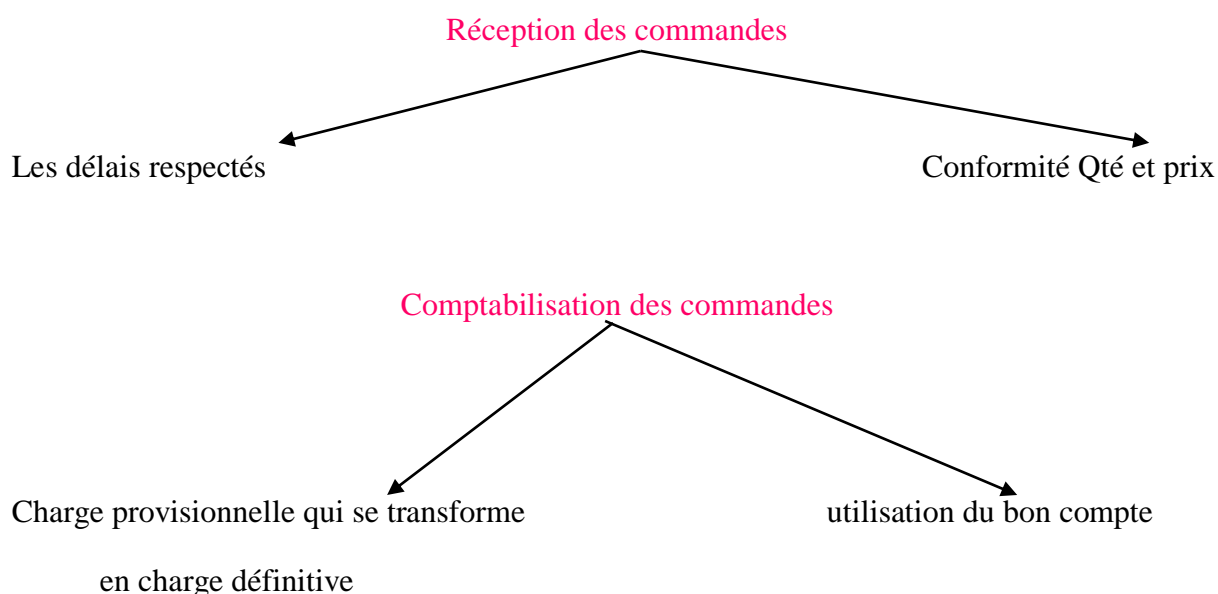 Réception des commandes
Les délais respectés
Conformité Qté et prix
Comptabilisation des commandes
Charge provisionnelle qui se transforme
en charge définitive
utilisation du bon compte